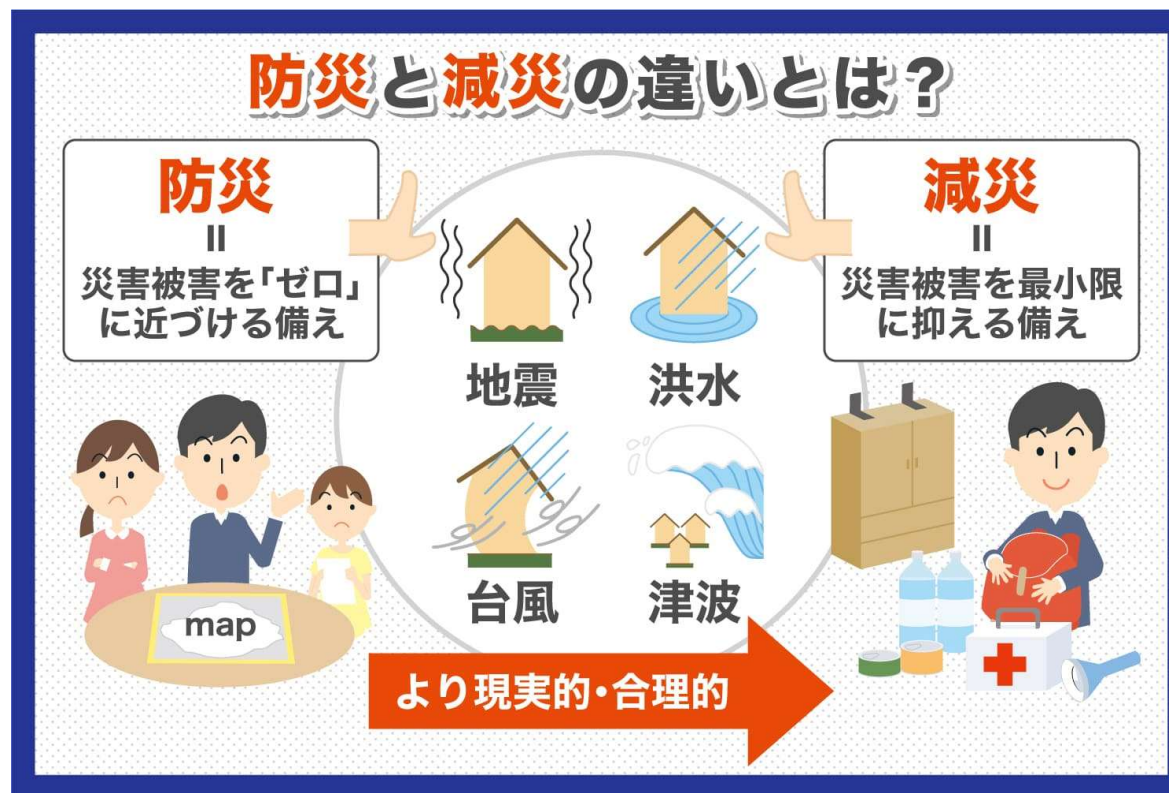 防災と減災の違いとは？
防災
＝
災害被害を「ゼロ」
に近づける備え
減災
＝
災害被害を最小限
に抑える備え
地震
洪水
台風
津波
map
より現実的・合理的